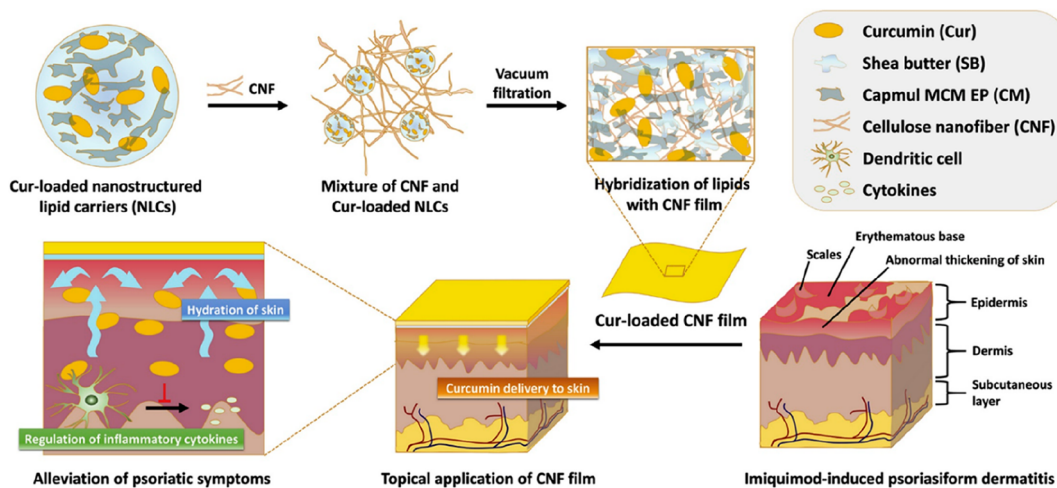 CNF
Vacuum
filtration
Cur-loaded nanostructured
lipid carriers (NLCs)
Mixture of CNF and
Cur-loaded NLCs
Hybridization of lipids
with CNF film
Curcumin (Cur)
Shea butter (SB)
Capmul MCM EP (CM)
Cellulose nanofiber (CNF)
Dendritic cell
Cytokines
Hydration of skin
Regulation of inflammatory cytokines
Alleviation of psoriatic symptoms
Curcumin delivery to skin
Topical application of CNF film
Cur-loaded CNF film
Erythematous base
Scales
Abnormal thickening of skin
Epidermis
Dermis
Subcutaneous
layer
Imiquimod-induced psoriasiform dermatitis